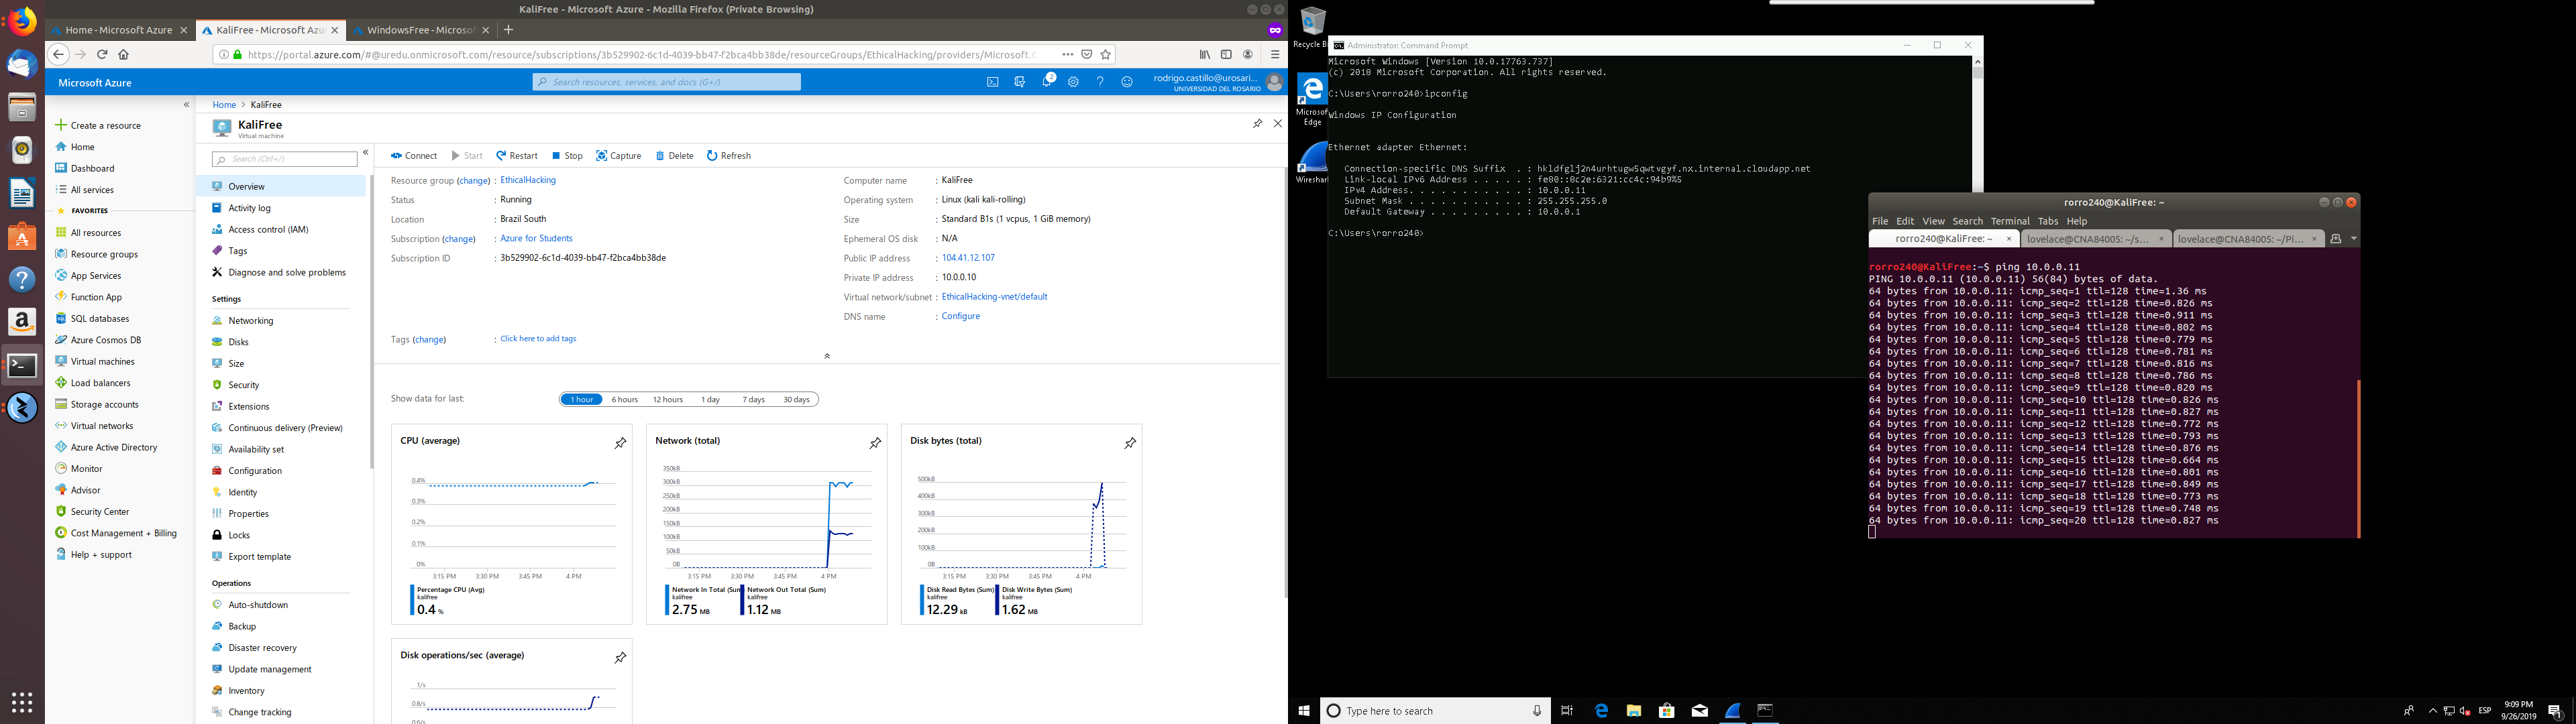 KaliFree - Microsoft Azure - Mozilla Firefox (Private Browsing)
Home - Microsoft Azure
KaliFree - Microsoft Azu
WindowsFree - Microsof
https://portal.azure.com/#@uredu.onmicrosoft.com/resource/subscriptions/3b529902-6c1d-4039-bb47-f2bca4bb38de/resourceGroups/EthicalHacking/providers/Microsoft.C
Microsoft Azure
Search resources, services, and docs (G+/)
2
rodrigo.castillo@urosari...
UNIVERSIDAD DEL ROSARIO
Create a resource
Home
Dashboard
All services
FAVORITES
All resources
Resource groups
App Services
Function App
SQL databases
Azure Cosmos DB
Virtual machines
Load balancers
Storage accounts
Virtual networks
Azure Active Directory
Monitor
Advisor
Security Center
Cost Management + Billing
Help + support
Home > KaliFree
KaliFree
Virtual machine
Search (Ctrl+/)
Overview
Activity log
Access control (IAM)
Tags
Diagnose and solve problems
Settings
Networking
Disks
Size
Security
Extensions
Continuous delivery (Preview)
Availability set
Configuration
Identity
Properties
Locks
Export template
Operations
Auto-shutdown
Backup
Disaster recovery
Update management
Inventory
Change tracking
Connect Start Restart Stop Capture Delete Refresh
Resource group (change) : EthicalHacking
Status : Running
Location : Brazil South
Subscription (change) : Azure for Students
Subscription ID : 3b529902-6c1d-4039-bb47-f2bca4bb38de
Computer name : KaliFree
Operating system : Linux (kali kali-rolling)
Size : Standard B1s (1 vcpus, 1 GiB memory)
Ephemeral OS disk : N/A
Public IP address : 104.41.12.107
Private IP address : 10.0.0.10
Virtual network/subnet : EthicalHacking-vnet/default
DNS name : Configure
Tags (change) : Click here to add tags
Show data for last: 1 hour 6 hours 12 hours 1 day 7 days 30 days
CPU (average)
0.4%
0.3%
0.2%
0.1%
0%
3:15 PM 3:30 PM 3:45 PM 4 PM
Percentage CPU (Avg)
kalifree
0.4 %
Network (total)
350kB
300kB
250kB
200kB
150kB
100kB
50kB
0B
3:15 PM 3:30 PM 3:45 PM 4 PM
Network In Total (Sum) Network Out Total (Sum)
kalifree kalifree
2.75 MB 1.12 MB
Disk bytes (total)
500kB
400kB
300kB
200kB
100kB
0B
3:15 PM 3:30 PM 3:45 PM 4 PM
Disk Read Bytes (Sum) Disk Write Bytes (Sum)
kalifree kalifree
12.29 kB 1.62 MB
Disk operations/sec (average)
1/s
0.8/s
0.6/s
Recycle B
Microsoft
Edge
Wireshar
Administrator: Command Prompt
Microsoft Windows [Version 10.0.17763.737]
(c) 2018 Microsoft Corporation. All rights reserved.
C:\Users\rorro240>ipconfig
Windows IP Configuration
Ethernet adapter Ethernet:
Connection-specific DNS Suffix . : hkldfglj2n4urhtugw5qwtvgyf.nx.internal.cloudapp.net
Link-local IPv6 Address . . . . . : fe80::8c2e:6321:cc4c:94b9%5
IPv4 Address. . . . . . . . . . . : 10.0.0.11
Subnet Mask . . . . . . . . . . . : 255.255.255.0
Default Gateway . . . . . . . . . : 10.0.0.1
C:\Users\rorro240>
rorro240@KaliFree: ~
File Edit View Search Terminal Tabs Help
rorro240@KaliFree: ~
lovelace@CNA84005: ~/s...
lovelace@CNA84005: ~/Pi...
rorro240@KaliFree:~$ ping 10.0.0.11
PING 10.0.0.11 (10.0.0.11) 56(84) bytes of data.
64 bytes from 10.0.0.11: icmp_seq=1 ttl=128 time=1.36 ms
64 bytes from 10.0.0.11: icmp_seq=2 ttl=128 time=0.826 ms
64 bytes from 10.0.0.11: icmp_seq=3 ttl=128 time=0.911 ms
64 bytes from 10.0.0.11: icmp_seq=4 ttl=128 time=0.802 ms
64 bytes from 10.0.0.11: icmp_seq=5 ttl=128 time=0.779 ms
64 bytes from 10.0.0.11: icmp_seq=6 ttl=128 time=0.781 ms
64 bytes from 10.0.0.11: icmp_seq=7 ttl=128 time=0.816 ms
64 bytes from 10.0.0.11: icmp_seq=8 ttl=128 time=0.786 ms
64 bytes from 10.0.0.11: icmp_seq=9 ttl=128 time=0.820 ms
64 bytes from 10.0.0.11: icmp_seq=10 ttl=128 time=0.826 ms
64 bytes from 10.0.0.11: icmp_seq=11 ttl=128 time=0.827 ms
64 bytes from 10.0.0.11: icmp_seq=12 ttl=128 time=0.772 ms
64 bytes from 10.0.0.11: icmp_seq=13 ttl=128 time=0.793 ms
64 bytes from 10.0.0.11: icmp_seq=14 ttl=128 time=0.876 ms
64 bytes from 10.0.0.11: icmp_seq=15 ttl=128 time=0.664 ms
64 bytes from 10.0.0.11: icmp_seq=16 ttl=128 time=0.801 ms
64 bytes from 10.0.0.11: icmp_seq=17 ttl=128 time=0.849 ms
64 bytes from 10.0.0.11: icmp_seq=18 ttl=128 time=0.773 ms
64 bytes from 10.0.0.11: icmp_seq=19 ttl=128 time=0.748 ms
64 bytes from 10.0.0.11: icmp_seq=20 ttl=128 time=0.827 ms
Type here to search
ESP
9:09 PM
9/26/2019